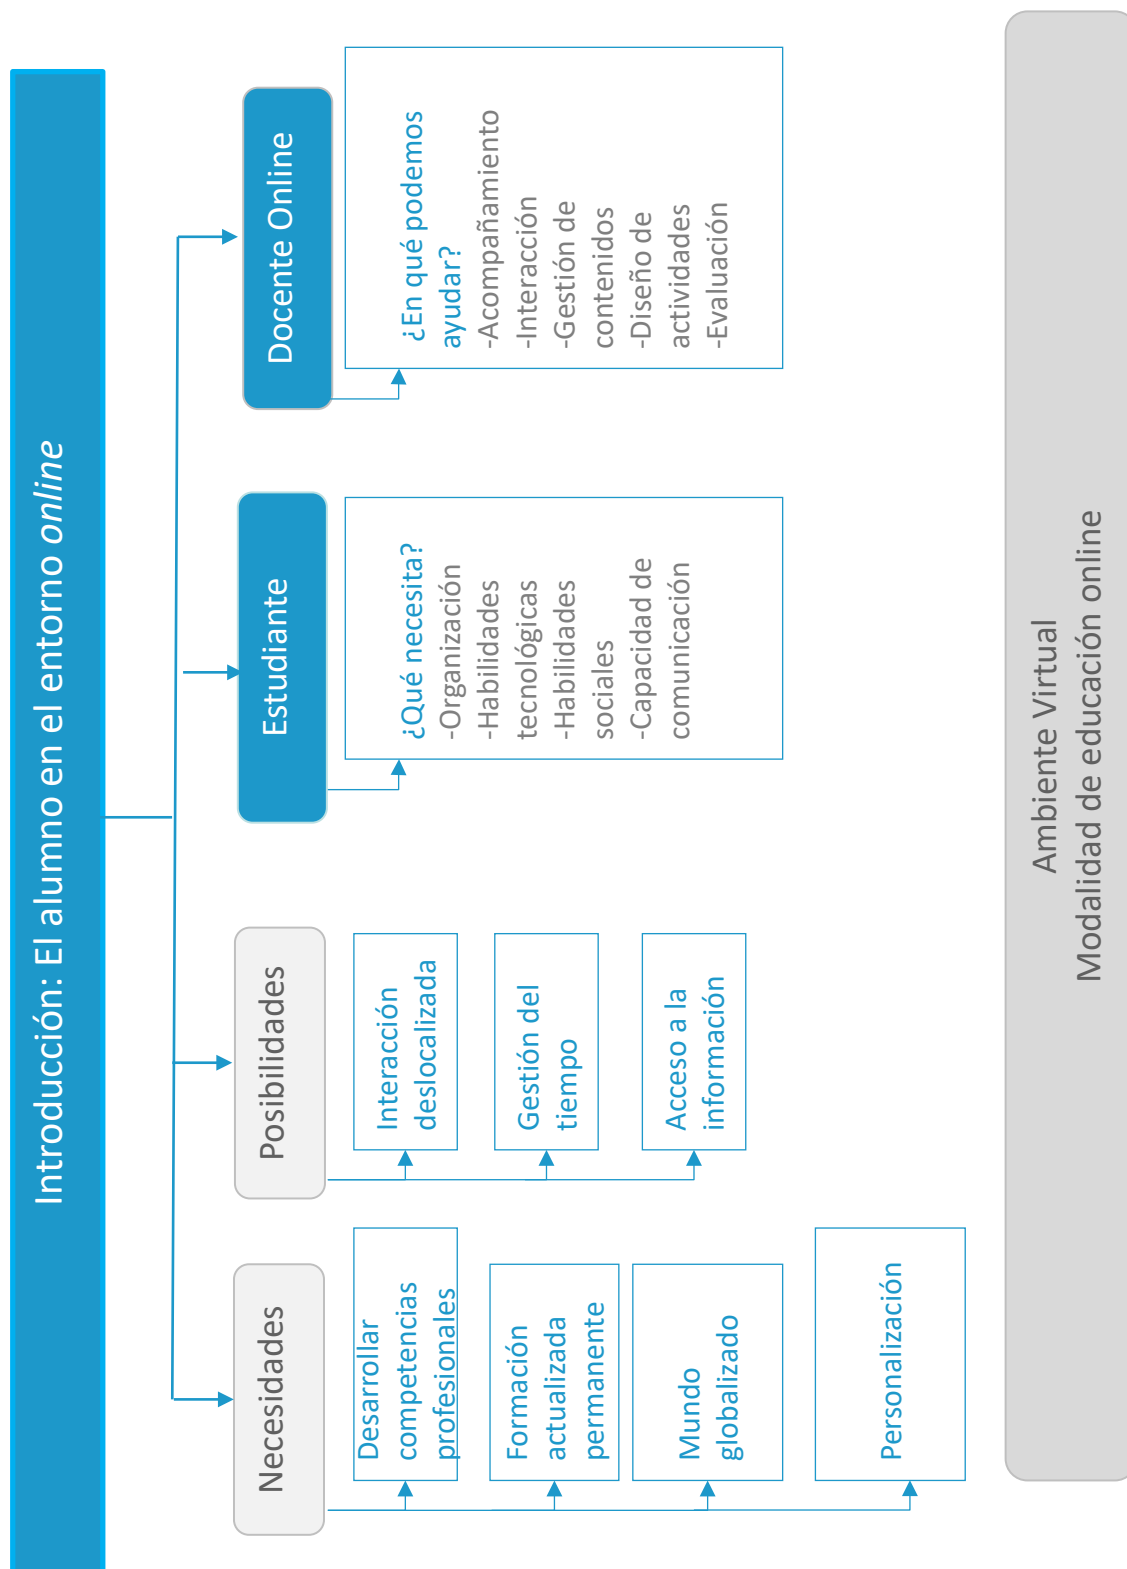 Introducción: El alumno en el entorno online
Necesidades
Desarrollar
competencias
profesionales
Formación
actualizada
permanente
Mundo
globalizado
Personalización
Posibilidades
Interacción
deslocalizada
Gestión del
tiempo
Acceso a la
información
Estudiante
¿Qué necesita?
-Organización
-Habilidades
tecnológicas
-Habilidades
sociales
-Capacidad de
comunicación
Docente Online
¿En qué podemos
ayudar?
-Acompañamiento
-Interacción
-Gestión de
contenidos
-Diseño de
actividades
-Evaluación
Ambiente Virtual
Modalidad de educación online